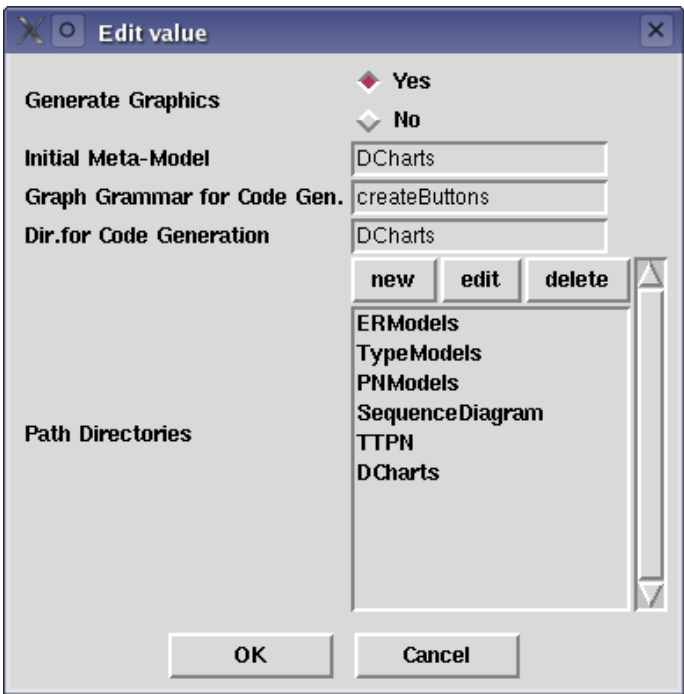 Edit value
Generate Graphics
Yes
No
Initial Meta-Model DCharts
Graph Grammar for Code Gen. createButtons
Dir.for Code Generation DCharts
new edit delete
Path Directories
ERModels
TypeModels
PNModels
SequenceDiagram
TTPN
DCharts
OK Cancel